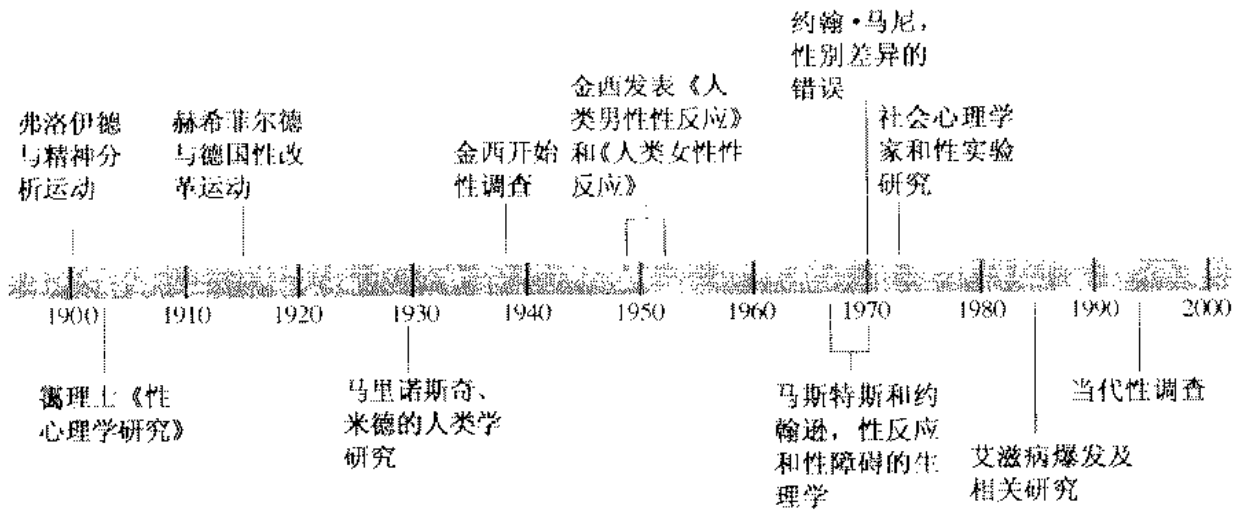 弗洛伊德
与精神分
析运动
赫希菲尔德
与德国性改
革运动
金西开始
性调查
金西发表《人
类男性性反应》
和《人类女性性
反应》
约翰·马尼，
性别差异的
错误
社会心理学
家和性实验
研究
1900
1910
1920
1930
1940
1950
1960
1970
1980
1990
2000
霭理士《性
心理学研究》
马里诺斯奇、
米德的人类学
研究
马斯特斯和约
翰逊，性反应
和性障碍的生
理学
艾滋病爆发及
相关研究
当代性调查